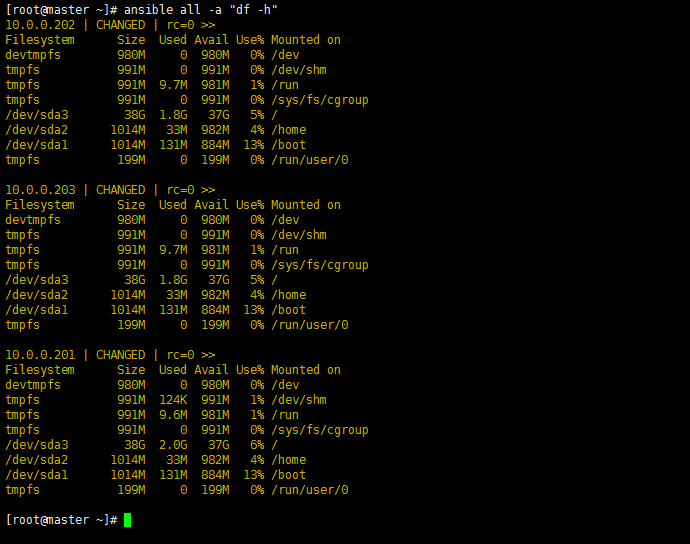 [root@master ~]# ansible all -a "df -h"
10.0.0.202 | CHANGED | rc=0 >>
Filesystem      Size  Used Avail Use% Mounted on
devtmpfs        980M     0  980M   0% /dev
tmpfs           991M     0  991M   0% /dev/shm
tmpfs           991M  9.7M  981M   1% /run
tmpfs           991M     0  991M   0% /sys/fs/cgroup
/dev/sda3        38G  1.8G   37G   5% /
/dev/sda2      1014M   33M  982M   4% /home
/dev/sda1      1014M  131M  884M  13% /boot
tmpfs           199M     0  199M   0% /run/user/0

10.0.0.203 | CHANGED | rc=0 >>
Filesystem      Size  Used Avail Use% Mounted on
devtmpfs        980M     0  980M   0% /dev
tmpfs           991M     0  991M   0% /dev/shm
tmpfs           991M  9.7M  981M   1% /run
tmpfs           991M     0  991M   0% /sys/fs/cgroup
/dev/sda3        38G  1.8G   37G   5% /
/dev/sda2      1014M   33M  982M   4% /home
/dev/sda1      1014M  131M  884M  13% /boot
tmpfs           199M     0  199M   0% /run/user/0

10.0.0.201 | CHANGED | rc=0 >>
Filesystem      Size  Used Avail Use% Mounted on
devtmpfs        980M     0  980M   0% /dev
tmpfs           991M  124K  991M   1% /dev/shm
tmpfs           991M  9.6M  981M   1% /run
tmpfs           991M     0  991M   0% /sys/fs/cgroup
/dev/sda3        38G  2.0G   37G   6% /
/dev/sda2      1014M   33M  982M   4% /home
/dev/sda1      1014M  131M  884M  13% /boot
tmpfs           199M     0  199M   0% /run/user/0

[root@master ~]#